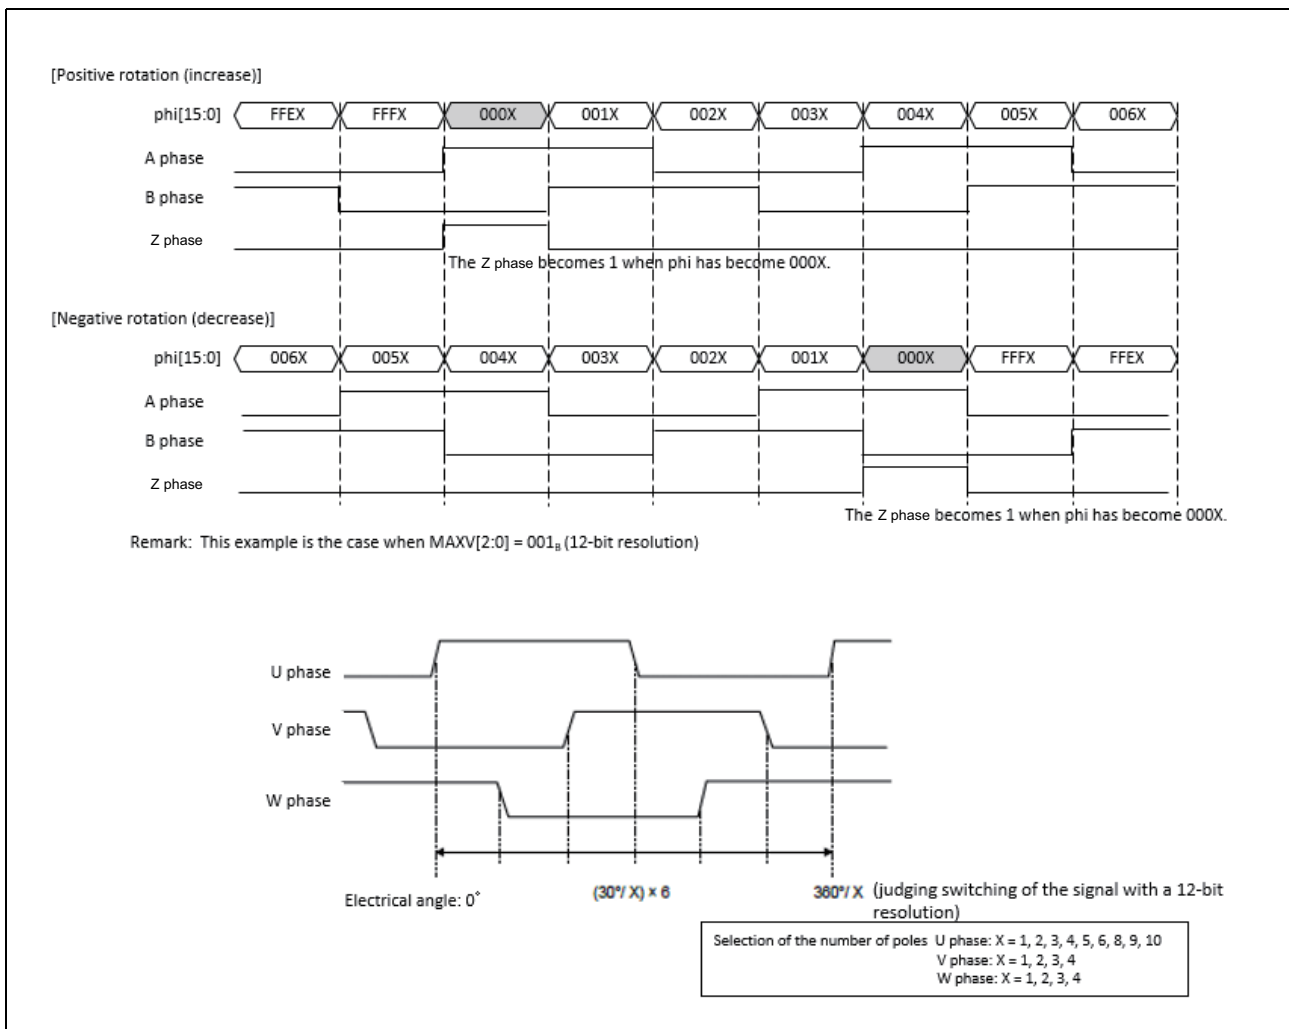 [Positive rotation (increase)]
phi[15:0] FFEX FFFX 000X 001X 002X 003X 004X 005X 006X
A phase
B phase
Z phase
The Z phase becomes 1 when phi has become 000X.
[Negative rotation (decrease)]
phi[15:0] 006X 005X 004X 003X 002X 001X 000X FFFX FFEX
A phase
B phase
Z phase
The Z phase becomes 1 when phi has become 000X.
Remark: This example is the case when MAXV[2:0] = 001B (12-bit resolution)
U phase
V phase
W phase
Electrical angle: 0° (30°/ X) × 6 360°/ X (judging switching of the signal with a 12-bit
resolution)
Selection of the number of poles U phase: X = 1, 2, 3, 4, 5, 6, 8, 9, 10
V phase: X = 1, 2, 3, 4
W phase: X = 1, 2, 3, 4